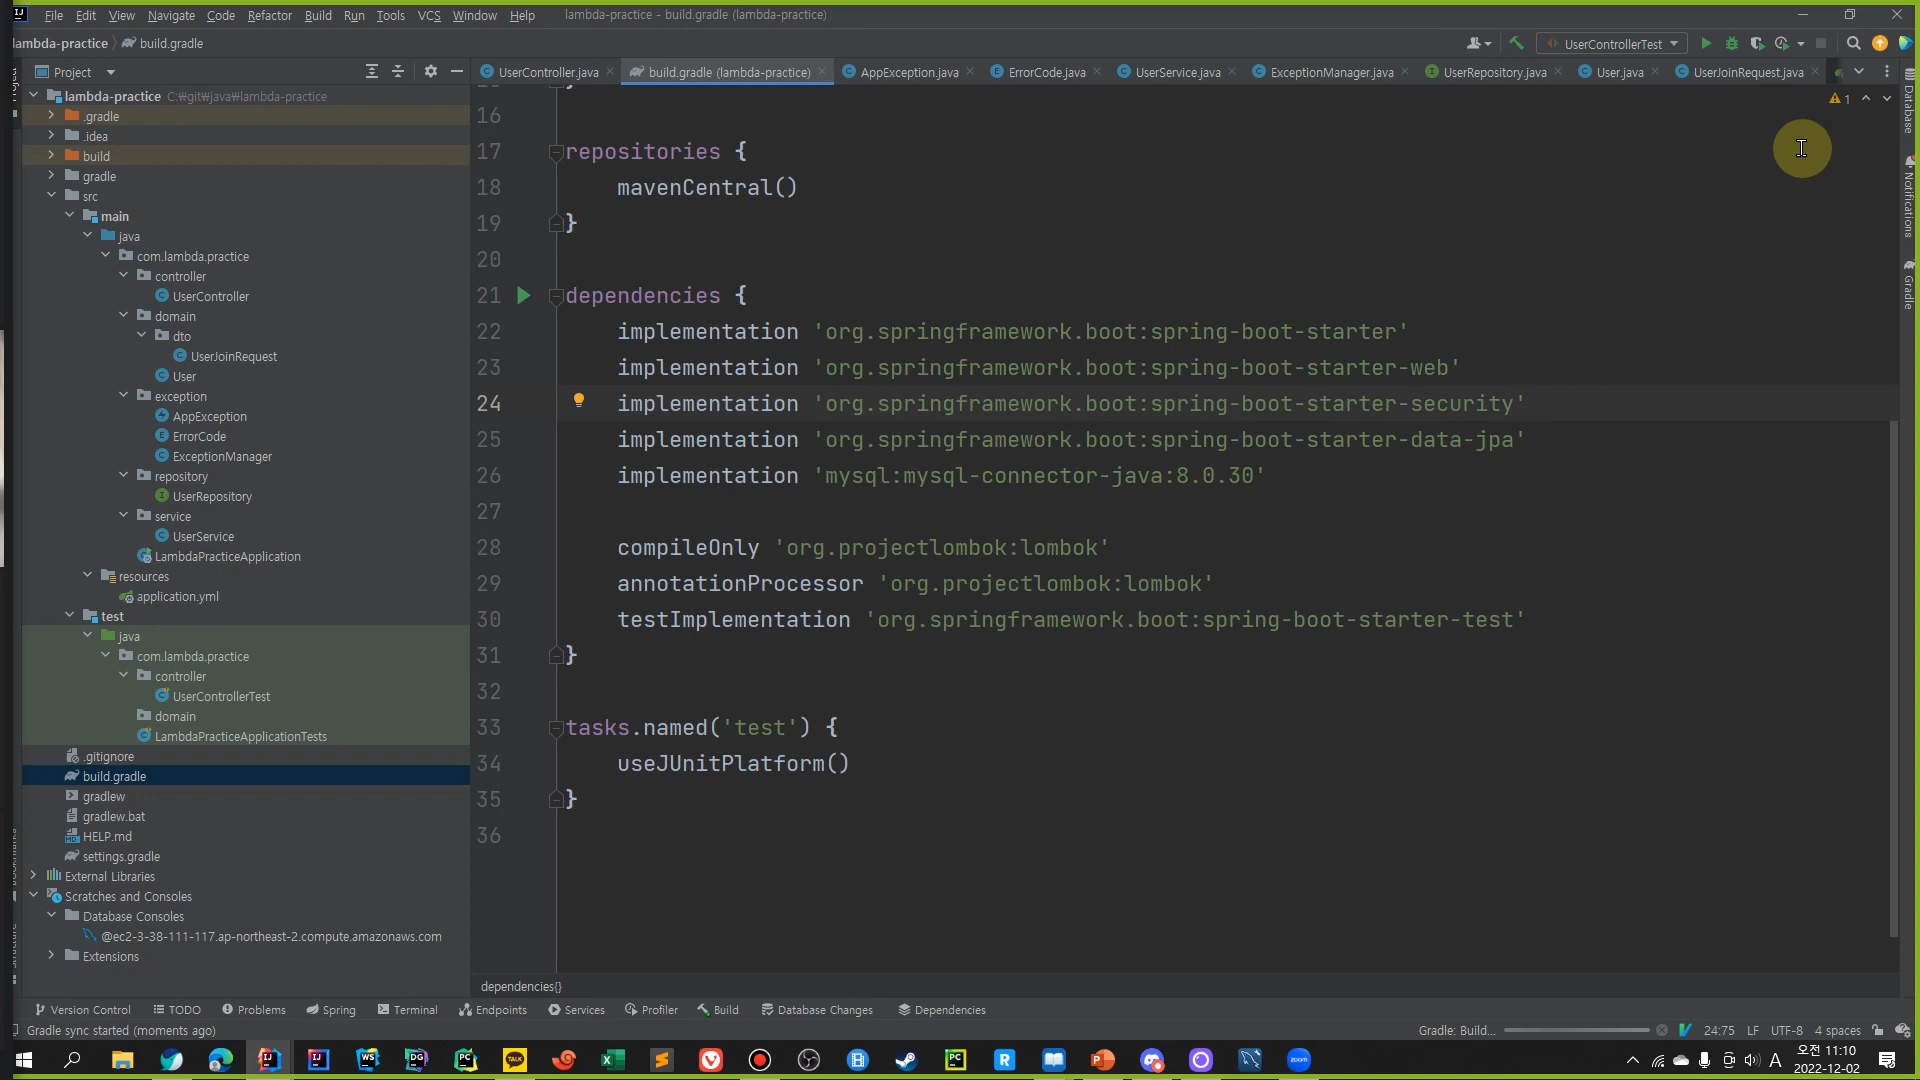 File Edit View Navigate Code Refactor Build Run Tools VCS Window Help lambda-practice - build.gradle (lambda-practice)
lambda-practice build.gradle UserControllerTest
Project
UserController.java build.gradle (lambda-practice) AppException.java ErrorCode.java UserService.java ExceptionManager.java UserRepository.java User.java UserJoinRequest.java
lambda-practice C:￦git￦java￦lambda-practice
.gradle
.idea
build
gradle
src
main
java
com.lambda.practice
controller
UserController
domain
dto
UserJoinRequest
User
exception
AppException
ErrorCode
ExceptionManager
repository
UserRepository
service
UserService
LambdaPracticeApplication
resources
application.yml
test
java
com.lambda.practice
controller
UserControllerTest
domain
LambdaPracticeApplicationTests
.gitignore
build.gradle
gradlew
gradlew.bat
HELP.md
settings.gradle
External Libraries
Scratches and Consoles
Database Consoles
@ec2-3-38-111-117.ap-northeast-2.compute.amazonaws.com
Extensions
1
16
17 repositories {
18 mavenCentral()
19 }
20
21 dependencies {
22 implementation 'org.springframework.boot:spring-boot-starter'
23 implementation 'org.springframework.boot:spring-boot-starter-web'
24 implementation 'org.springframework.boot:spring-boot-starter-security'
25 implementation 'org.springframework.boot:spring-boot-starter-data-jpa'
26 implementation 'mysql:mysql-connector-java:8.0.30'
27
28 compileOnly 'org.projectlombok:lombok'
29 annotationProcessor 'org.projectlombok:lombok'
30 testImplementation 'org.springframework.boot:spring-boot-starter-test'
31 }
32
33 tasks.named('test') {
34 useJUnitPlatform()
35 }
36
dependencies{}
Database
Notifications
Gradle
Version Control TODO Problems Spring Terminal Endpoints Services Profiler Build Database Changes Dependencies
Gradle sync started (moments ago) Gradle: Build... 24:75 LF UTF-8 4 spaces
A 오전 11:10
2022-12-02